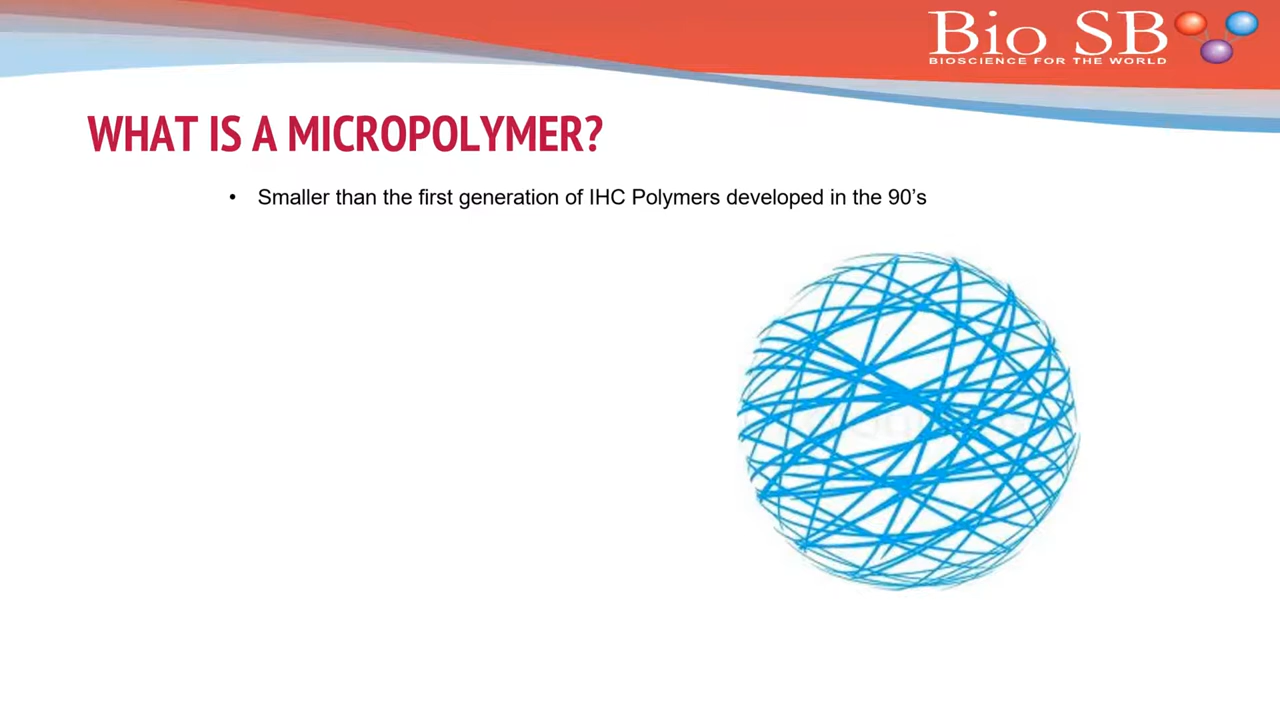 Bio SB
BIOSCIENCE FOR THE WORLD
WHAT IS A MICROPOLYMER?
• Smaller than the first generation of IHC Polymers developed in the 90’s